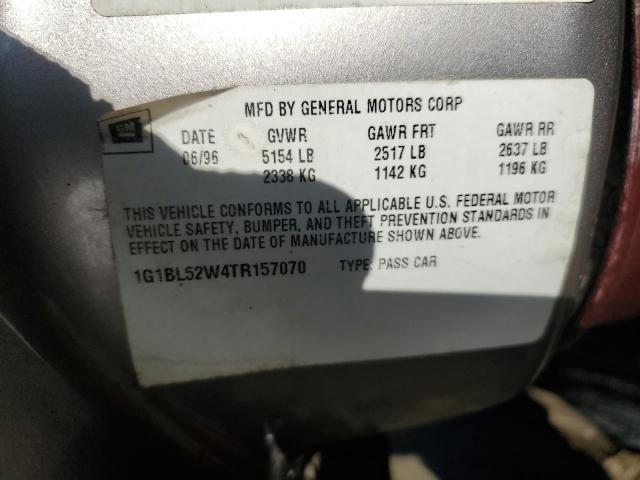 MFD BY GENERAL MOTORS CORP
GM
DATE GVWR GAWR FRT GAWR RR
06/96 5154 LB 2517 LB 2637 LB
2338 KG 1142 KG 1196 KG
THIS VEHICLE CONFORMS TO ALL APPLICABLE U.S. FEDERAL MOTOR
VEHICLE SAFETY, BUMPER, AND THEFT PREVENTION STANDARDS IN
EFFECT ON THE DATE OF MANUFACTURE SHOWN ABOVE.
1G1BL52W4TR157070 TYPE: PASS CAR